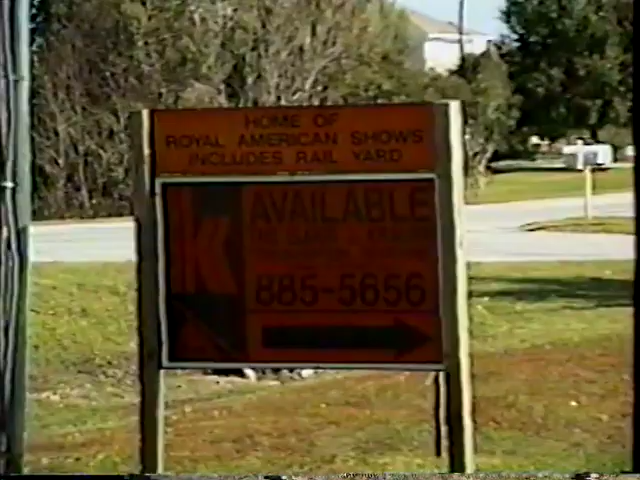 HOME OF
ROYAL AMERICAN SHOWS
INCLUDES RAIL YARD
AVAILABLE
885-5656